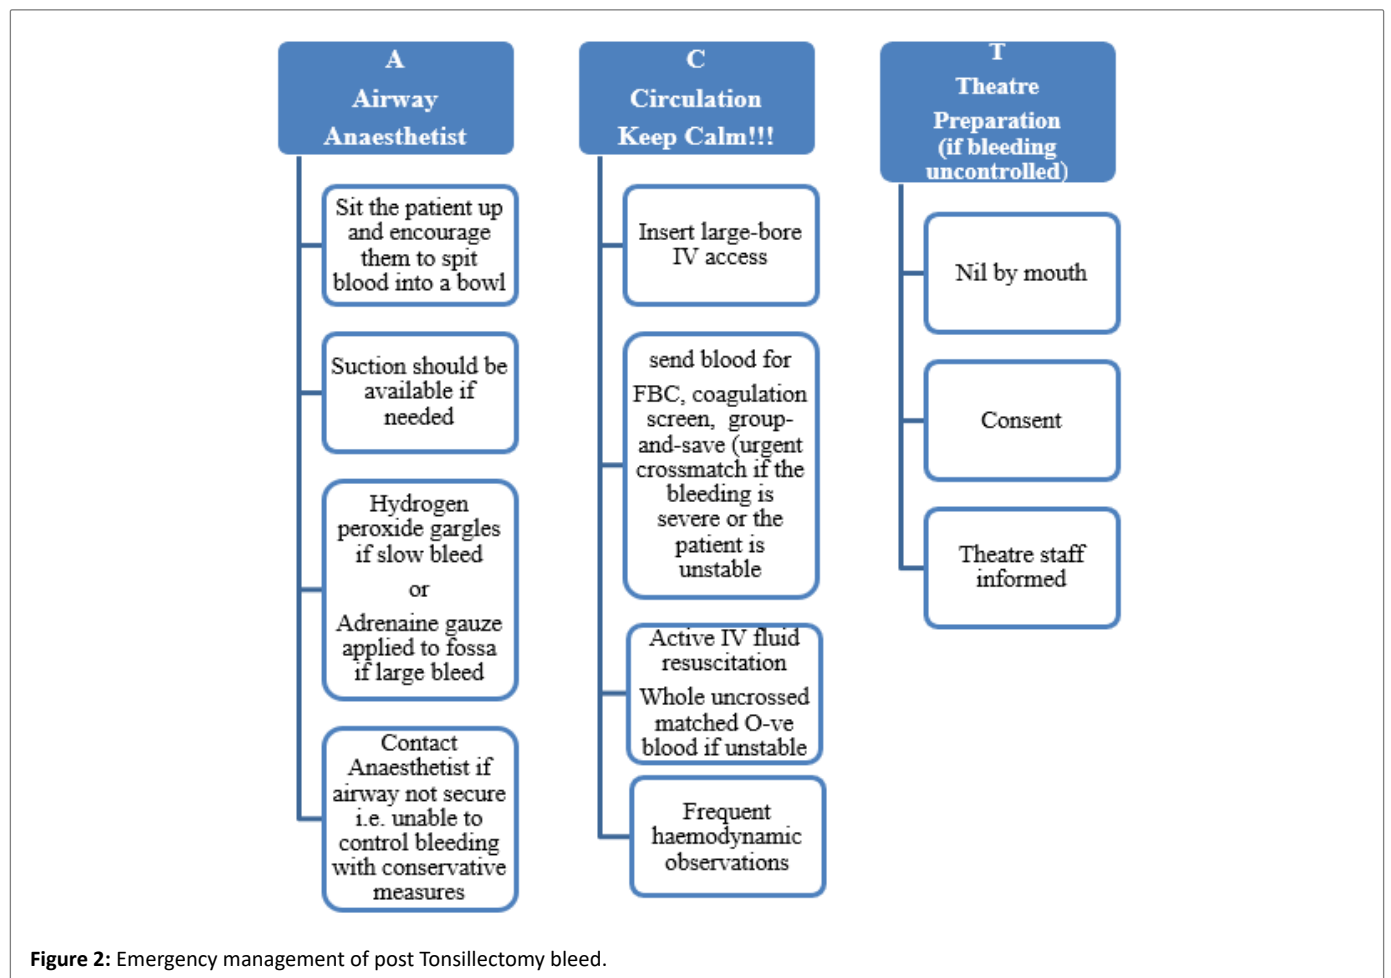 A
Airway
Anaesthetist
Sit the patient up
and encourage
them to spit
blood into a bowl
Suction should be
available if
needed
Hydrogen
peroxide gargles
if slow bleed
or
Adrenaine gauze
applied to fossa
if large bleed
Contact
Anaesthetist if
airway not secure
i.e. unable to
control bleeding
with conservative
measures
C
Circulation
Keep Calm!!!
Insert large-bore
IV access
send blood for
FBC, coagulation
screen, group-
and-save (urgent
crossmatch if the
bleeding is
severe or the
patient is
unstable
Active IV fluid
resuscitation
Whole uncrossed
matched O-ve
blood if unstable
Frequent
haemodynamic
observations
T
Theatre
Preparation
(if bleeding
uncontrolled)
Nil by mouth
Consent
Theatre staff
informed
Figure 2: Emergency management of post Tonsillectomy bleed.